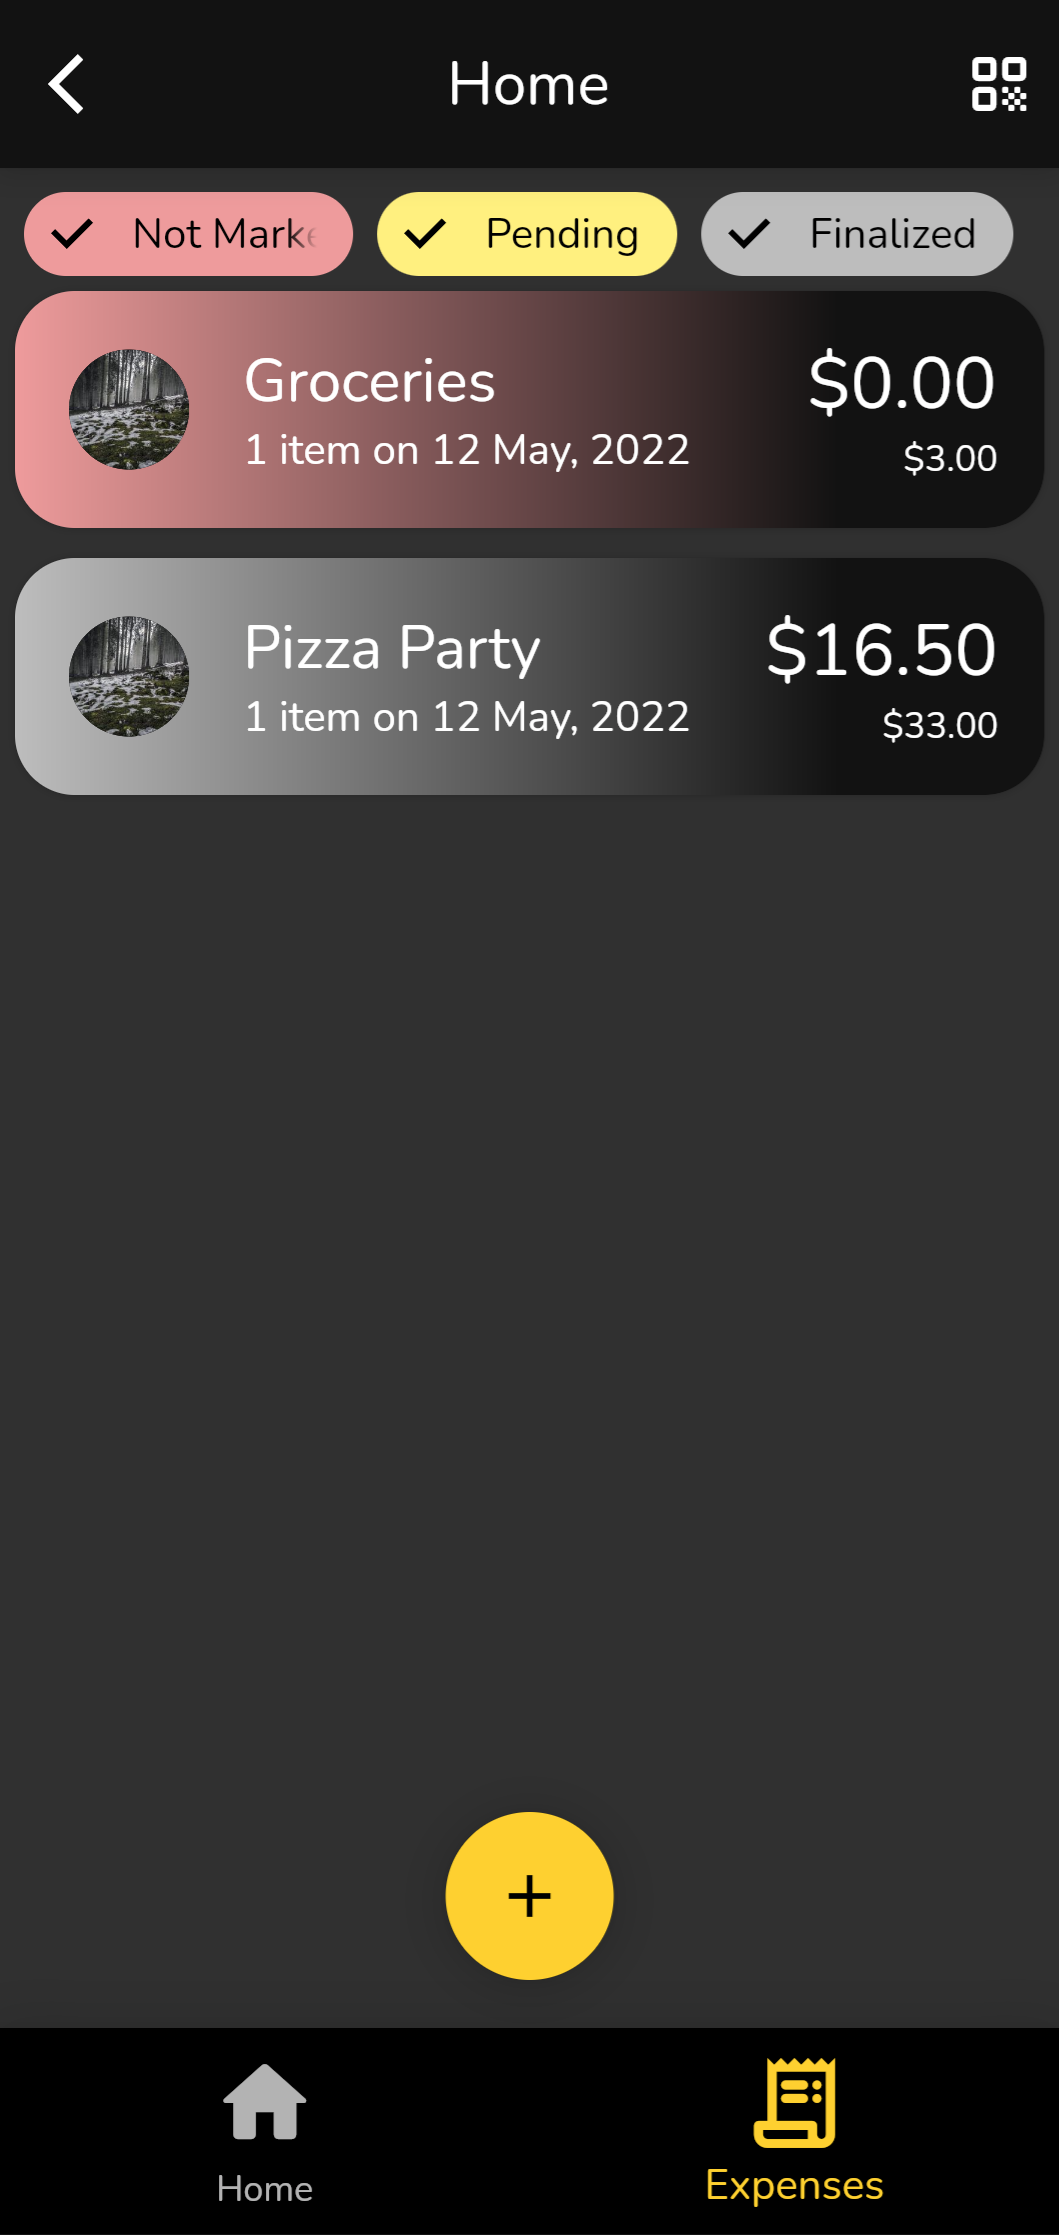 Home
Not Marke
Pending
Finalized
Groceries
$0.00
1 item on 12 May, 2022
$3.00
Pizza Party
$16.50
1 item on 12 May, 2022
$33.00
Home
Expenses